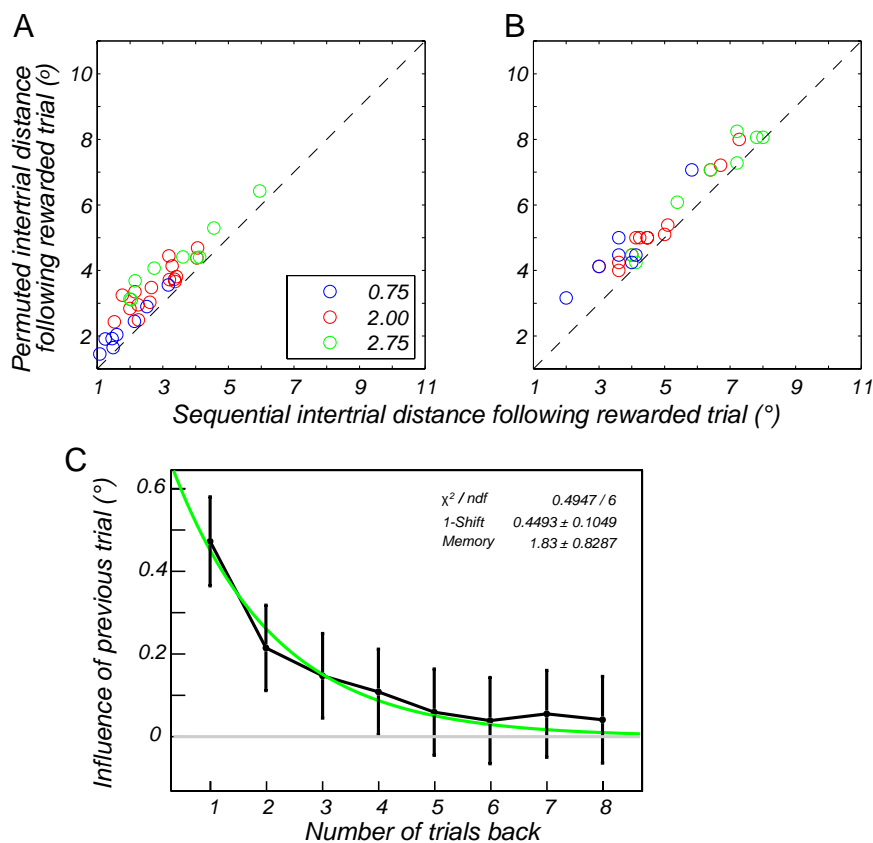 A
B
Permuted intertrial distance
following rewarded trial (º)
10
8
6
4
2
1
3
5
7
9
11
0.75
2.00
2.75
10
8
6
4
2
1
3
5
7
9
11
Sequential intertrial distance following rewarded trial (°)
C
Influence of previous trial (°)
0.6
0.4
0.2
0
χ² / ndf 0.4947 / 6
1-Shift 0.4493 ± 0.1049
Memory 1.83 ± 0.8287
1 2 3 4 5 6 7 8
Number of trials back